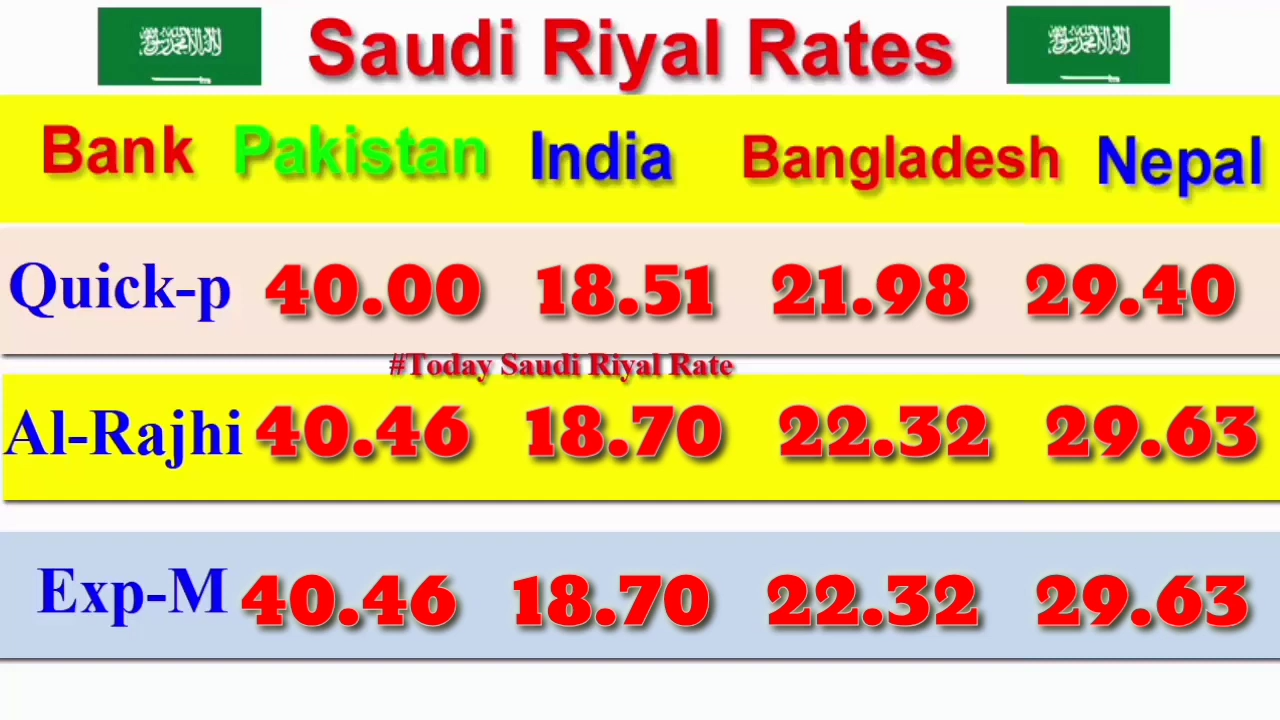 Saudi Riyal Rates
Bank Pakistan India Bangladesh Nepal
Quick-p 40.00 18.51 21.98 29.40
#Today Saudi Riyal Rate
Al-Rajhi 40.46 18.70 22.32 29.63
Exp-M 40.46 18.70 22.32 29.63